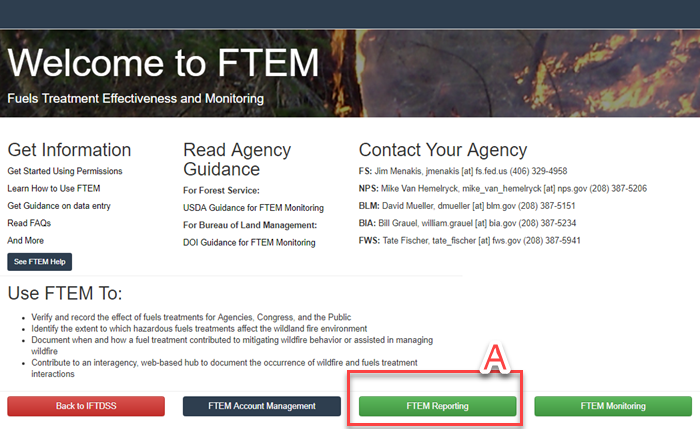 Welcome to FTEM
Fuels Treatment Effectiveness and Monitoring
Get Information
Get Started Using Permissions
Learn How to Use FTEM
Get Guidance on data entry
Read FAQs
And More
See FTEM Help
Read Agency
Guidance
For Forest Service:
USDA Guidance for FTEM Monitoring
For Bureau of Land Management:
DOI Guidance for FTEM Monitoring
Contact Your Agency
FS: Jim Menakis, jmenakis [at] fs.fed.us (406) 329-4958
NPS: Mike Van Hemelryck, mike_van_hemelryck [at] nps.gov (208) 387-5206
BLM: David Mueller, dmueller [at] blm.gov (208) 387-5151
BIA: Bill Grauel, william.grauel [at] bia.gov (208) 387-5234
FWS: Tate Fischer, tate_fischer [at] fws.gov (208) 387-5941
Use FTEM To:
• Verify and record the effect of fuels treatments for Agencies, Congress, and the Public
• Identify the extent to which hazardous fuels treatments affect the wildland fire environment
• Document when and how a fuel treatment contributed to mitigating wildfire behavior or assisted in managing
wildfire
• Contribute to an interagency, web-based hub to document the occurrence of wildfire and fuels treatment
interactions
A
Back to IFTDSS
FTEM Account Management
FTEM Reporting
FTEM Monitoring